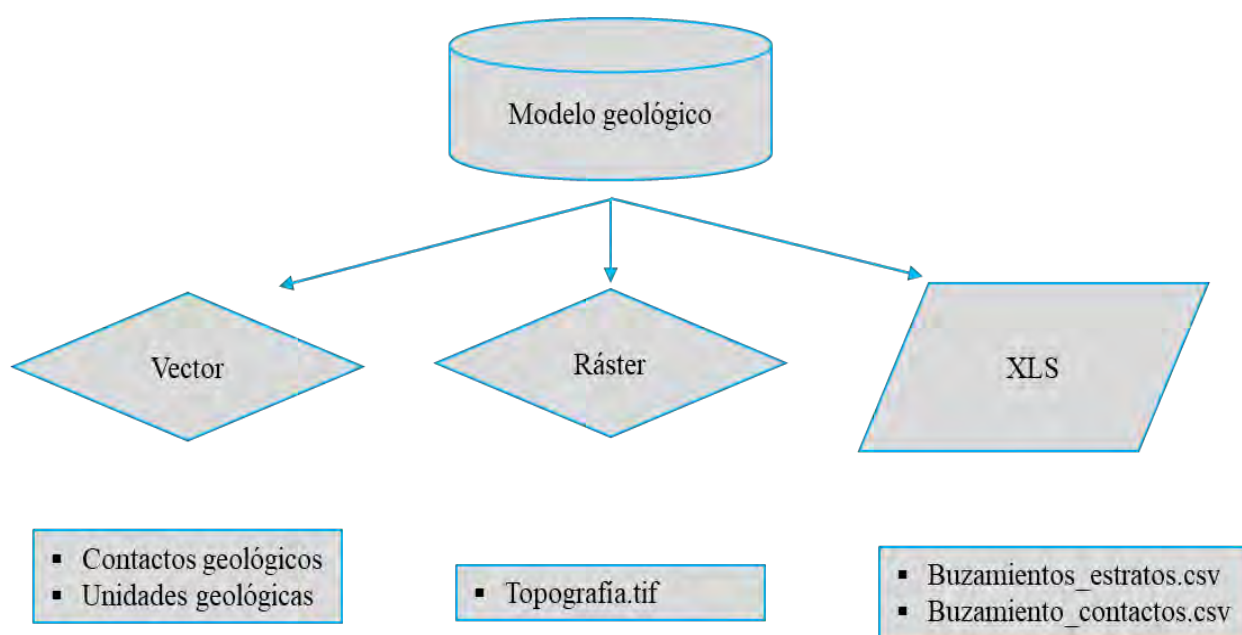 Modelo geológico
Vector
Ráster
XLS
▪ Contactos geológicos
▪ Unidades geológicas
▪ Topografía.tif
▪ Buzamientos_estratos.csv
▪ Buzamiento_contactos.csv